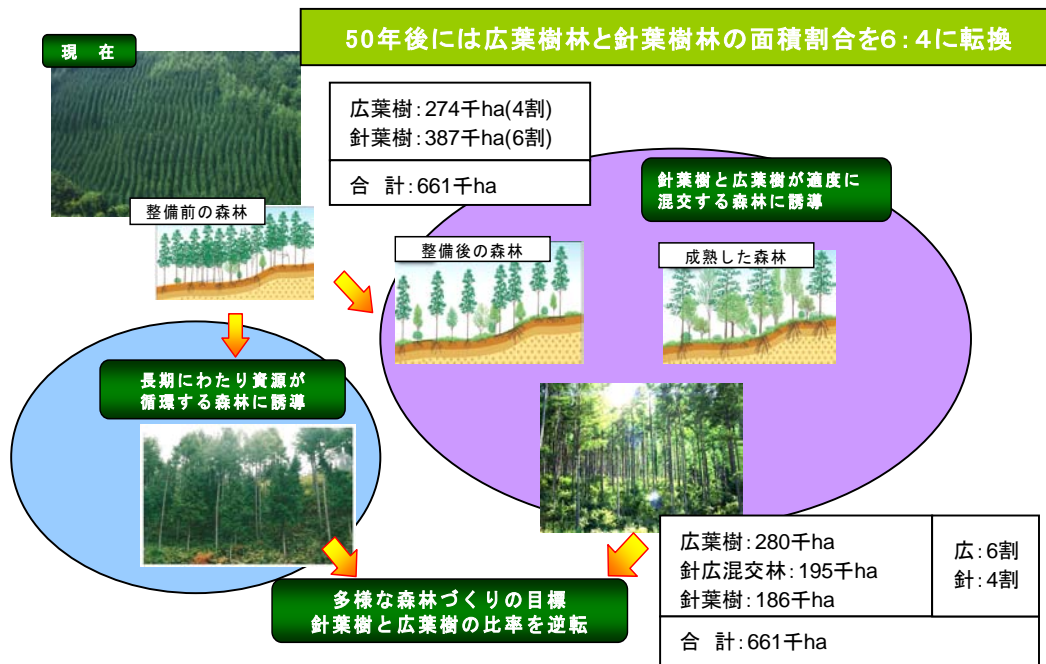 50年後には広葉樹林と針葉樹林の面積割合を6:4に転換
現 在
広葉樹:274千ha(4割)
針葉樹:387千ha(6割)
合 計:661千ha
整備前の森林
針葉樹と広葉樹が適度に
混交する森林に誘導
整備後の森林
成熟した森林
長期にわたり資源が
循環する森林に誘導
広葉樹:280千ha
針広混交林:195千ha
針葉樹:186千ha
広:6割
針:4割
合 計:661千ha
多様な森林づくりの目標
針葉樹と広葉樹の比率を逆転